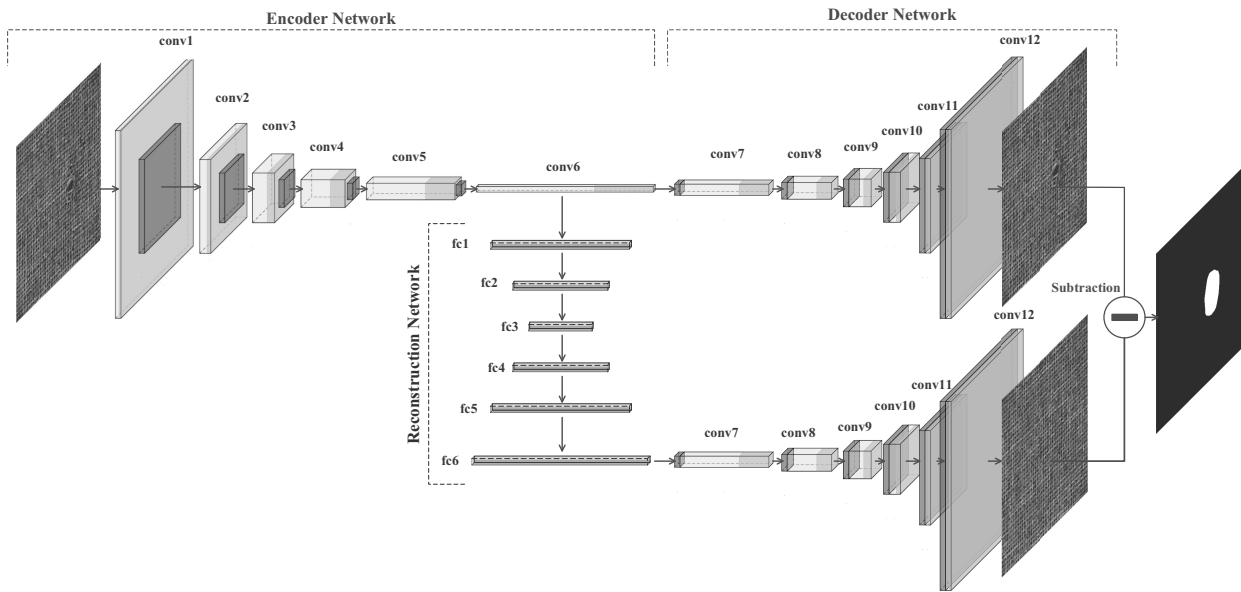 Encoder Network
Decoder Network
conv1
conv2
conv3
conv4
conv5
conv6
conv7
conv8
conv9
conv10
conv11
conv12
Reconstruction Network
fc1
fc2
fc3
fc4
fc5
fc6
conv7
conv8
conv9
conv10
conv11
conv12
Subtraction